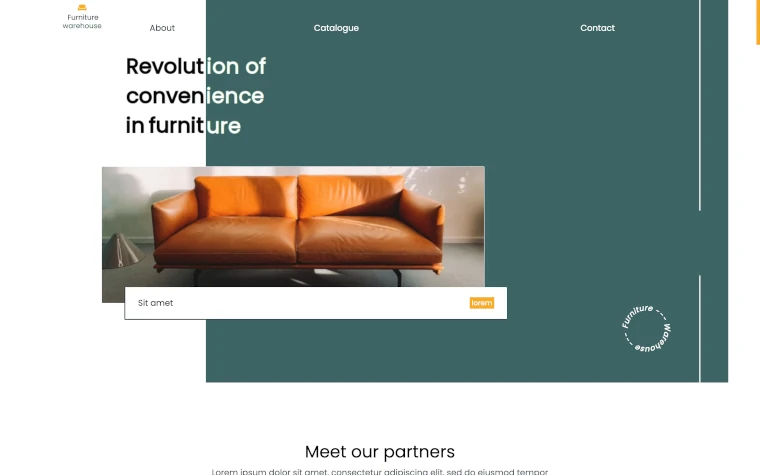 Furniture
warehouse
About
Catalogue
Contact
Revolution of
convenience
in furniture
Sit amet
lorem
Furniture --- Warehouse ---
Meet our partners
Lorem ipsum dolor sit amet, consectetur adipiscing elit, sed do eiusmod tempor